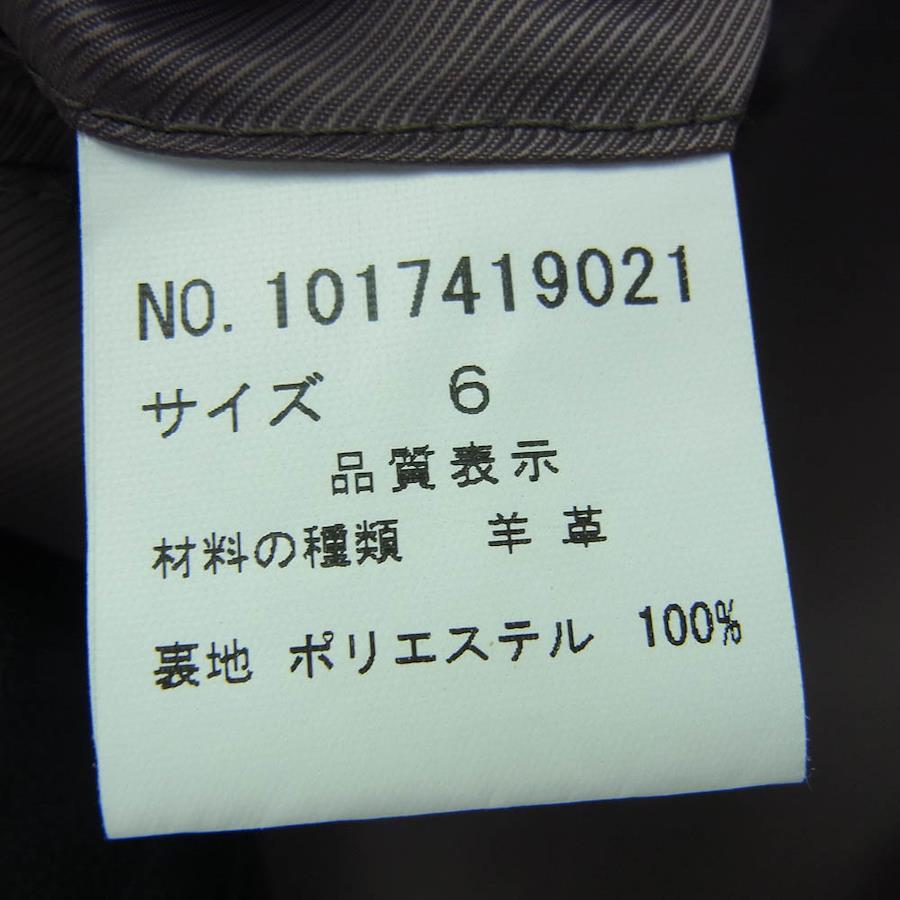 NO. 1017419021
サイズ 6
品質表示
材料の種類 羊革
裏地 ポリエステル 100%